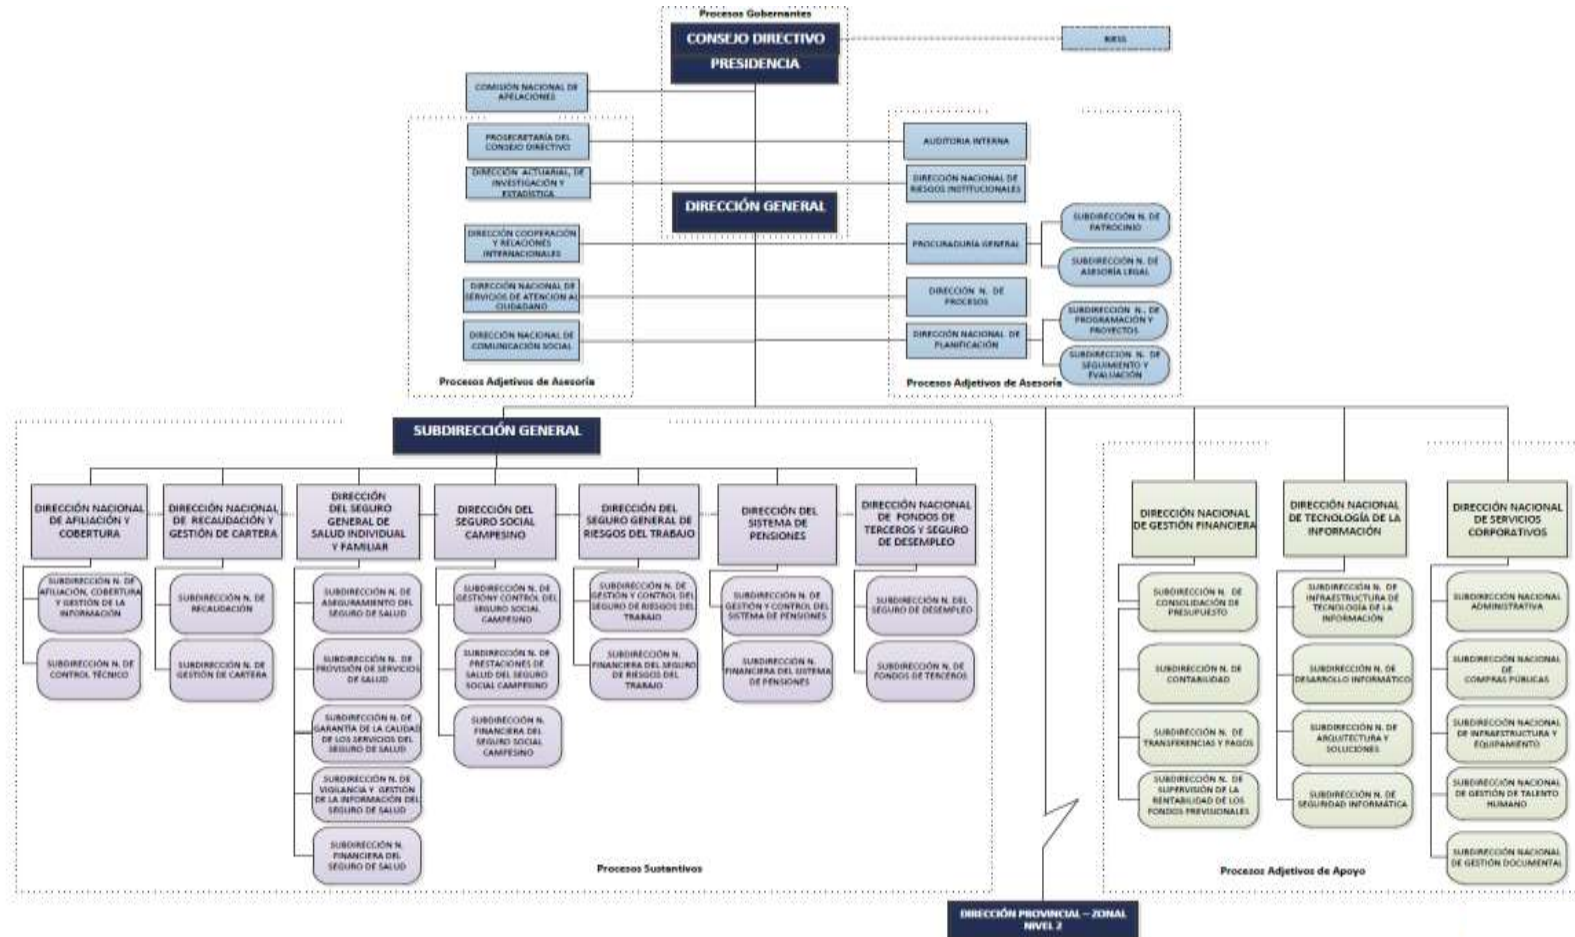 Procesos Gobernantes
CONSEJO DIRECTIVO
PRESIDENCIA
BIESS
COMISIÓN NACIONAL DE
APELACIONES
PROSECRETARÍA DEL
CONSEJO DIRECTIVO
AUDITORIA INTERNA
DIRECCIÓN ACTUARIAL, DE
INVESTIGACIÓN Y
ESTADÍSTICA
DIRECCIÓN NACIONAL DE
RIESGOS INSTITUCIONALES
DIRECCIÓN GENERAL
DIRECCIÓN COOPERACIÓN
Y RELACIONES
INTERNACIONALES
PROCURADURÍA GENERAL
SUBDIRECCIÓN N. DE
PATROCINIO
SUBDIRECCIÓN N. DE
ASESORÍA LEGAL
DIRECCIÓN NACIONAL DE
SERVICIOS DE ATENCION AL
CIUDADANO
DIRECCIÓN N. DE
PROCESOS
DIRECCIÓN NACIONAL DE
COMUNICACIÓN SOCIAL
DIRECCIÓN NACIONAL DE
PLANIFICACIÓN
SUBDIRECCIÓN N. DE
PROGRAMACIÓN Y
PROYECTOS
SUBDIRECCION N. DE
SEGUIMIENTO Y
EVALUACIÓN
Procesos Adjetivos de Asesoría
Procesos Adjetivos de Asesoría
SUBDIRECCIÓN GENERAL
DIRECCIÓN NACIONAL
DE AFILIACIÓN Y
COBERTURA
SUBDIRECCIÓN N. DE
AFILIACIÓN, COBERTURA
Y GESTIÓN DE LA
INFORMACIÓN
SUBDIRECCIÓN N. DE
CONTROL TÉCNICO
DIRECCIÓN NACIONAL
DE RECAUDACIÓN Y
GESTIÓN DE CARTERA
SUBDIRECCIÓN N. DE
RECAUDACIÓN
SUBDIRECCIÓN N. DE
GESTIÓN DE CARTERA
DIRECCIÓN
DEL SEGURO
GENERAL DE
SALUD INDIVIDUAL
Y FAMILIAR
SUBDIRECCIÓN N. DE
ASEGURAMIENTO DEL
SEGURO DE SALUD
SUBDIRECCIÓN N. DE
PROVISIÓN DE SERVICIOS
DE SALUD
SUBDIRECCIÓN N. DE
GARANTÍA DE LA CALIDAD
DE LOS SERVICIOS DEL
SEGURO DE SALUD
SUBDIRECCIÓN N. DE
VIGILANCIA Y GESTIÓN
DE LA INFORMACIÓN DEL
SEGURO DE SALUD
SUBDIRECCIÓN N.
FINANCIERA DEL
SEGURO DE SALUD
DIRECCIÓN DEL
SEGURO SOCIAL
CAMPESINO
SUBDIRECCIÓN N. DE
GESTIÓN Y CONTROL DEL
SEGURO SOCIAL
CAMPESINO
SUBDIRECCIÓN N. DE
PRESTACIONES DE
SALUD DEL SEGURO
SOCIAL CAMPESINO
SUBDIRECCIÓN N.
FINANCIERA DEL
SEGURO SOCIAL
CAMPESINO
DIRECCIÓN DEL
SEGURO GENERAL DE
RIESGOS DEL TRABAJO
SUBDIRECCIÓN N. DE
GESTIÓN Y CONTROL DEL
SEGURO DE RIESGOS DEL
TRABAJO
SUBDIRECCIÓN N.
FINANCIERA DEL SEGURO
DE RIESGOS DEL
TRABAJO
DIRECCIÓN DEL
SISTEMA DE
PENSIONES
SUBDIRECCIÓN N. DE
GESTIÓN Y CONTROL DEL
SISTEMA DE PENSIONES
SUBDIRECCIÓN N.
FINANCIERA DEL SISTEMA
DE PENSIONES
DIRECCIÓN NACIONAL
DE FONDOS DE
TERCEROS Y SEGURO
DE DESEMPLEO
SUBDIRECCIÓN N. DEL
SEGURO DE DESEMPLEO
SUBDIRECCIÓN N. DE
FONDOS DE TERCEROS
Procesos Sustantivos
DIRECCIÓN NACIONAL
DE GESTIÓN FINANCIERA
SUBDIRECCIÓN N. DE
CONSOLIDACIÓN DE
PRESUPUESTO
SUBDIRECCIÓN N. DE
CONTABILIDAD
SUBDIRECCIÓN N. DE
TRANSFERENCIAS Y PAGOS
SUBDIRECCIÓN N. DE
SUPERVISIÓN DE LA
RENTABILIDAD DE LOS
FONDOS PREVISIONALES
DIRECCIÓN NACIONAL
DE TECNOLOGÍA DE LA
INFORMACIÓN
SUBDIRECCIÓN N. DE
INFRAESTRUCTURA DE
TECNOLOGÍA DE LA
INFORMACIÓN
SUBDIRECCIÓN N. DE
DESARROLLO INFORMÁTICO
SUBDIRECCIÓN N. DE
ARQUITECTURA Y
SOLUCIONES
SUBDIRECCIÓN N. DE
SEGURIDAD INFORMÁTICA
DIRECCIÓN NACIONAL
DE SERVICIOS
CORPORATIVOS
SUBDIRECCIÓN NACIONAL
ADMINISTRATIVA
SUBDIRECCIÓN NACIONAL
DE
COMPRAS PÚBLICAS
SUBDIRECCIÓN NACIONAL
DE INFRAESTRUCTURA Y
EQUIPAMIENTO
SUBDIRECCIÓN NACIONAL
DE GESTIÓN DE TALENTO
HUMANO
SUBDIRECCIÓN NACIONAL
DE GESTIÓN DOCUMENTAL
Procesos Adjetivos de Apoyo
DIRECCIÓN PROVINCIAL – ZONAL
NIVEL 2